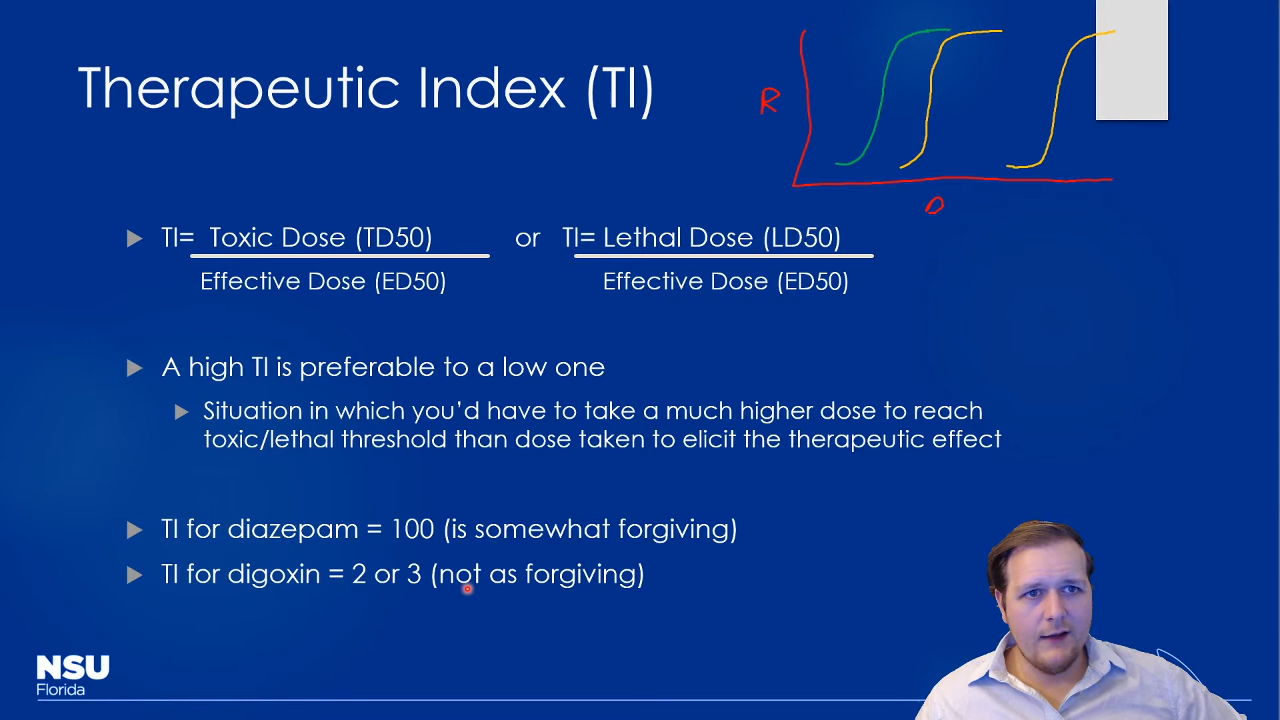 Therapeutic Index (TI)
R
D
TI= Toxic Dose (TD50) or TI= Lethal Dose (LD50)
Effective Dose (ED50) Effective Dose (ED50)
A high TI is preferable to a low one
Situation in which you'd have to take a much higher dose to reach
toxic/lethal threshold than dose taken to elicit the therapeutic effect
TI for diazepam = 100 (is somewhat forgiving)
TI for digoxin = 2 or 3 (not as forgiving)
NSU
Florida